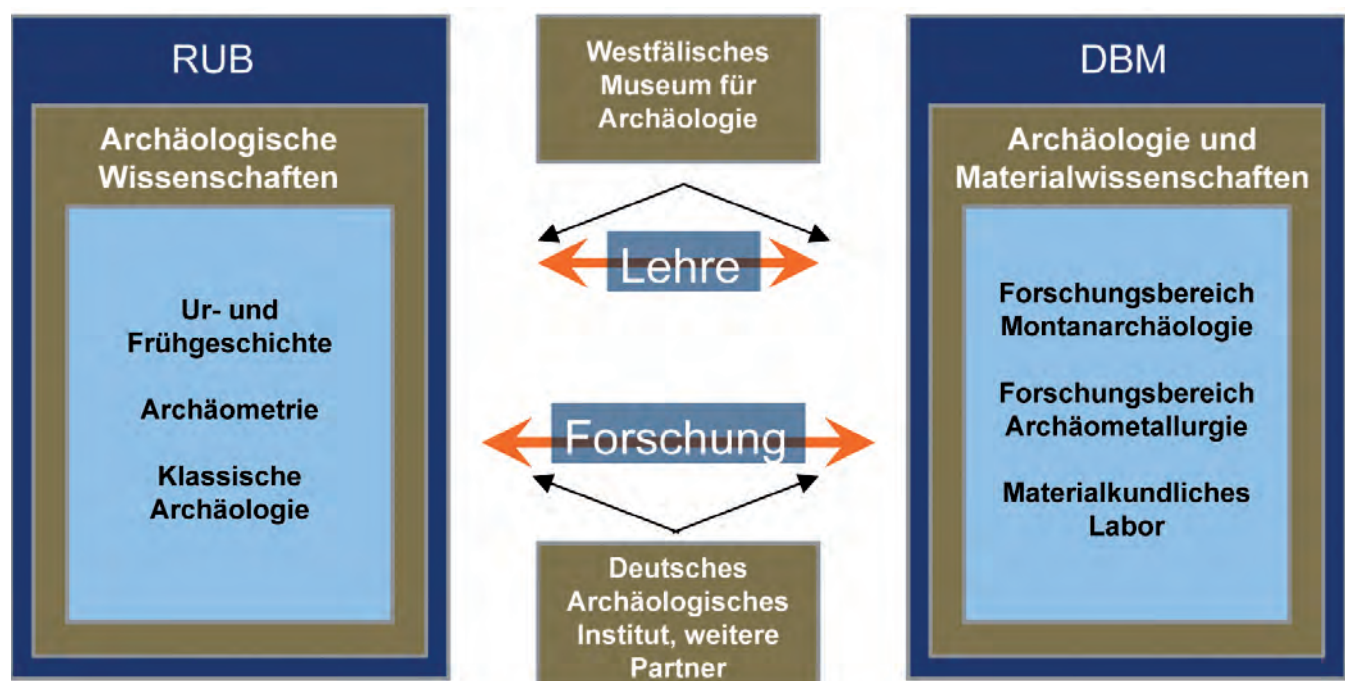 RUB
Archäologische
Wissenschaften
Ur- und
Frühgeschichte
Archäometrie
Klassische
Archäologie
Westfälisches
Museum für
Archäologie
Lehre
Forschung
Deutsches
Archäologisches
Institut, weitere
Partner
DBM
Archäologie und
Materialwissenschaften
Forschungsbereich
Montanarchäologie
Forschungsbereich
Archäometallurgie
Materialkundliches
Labor